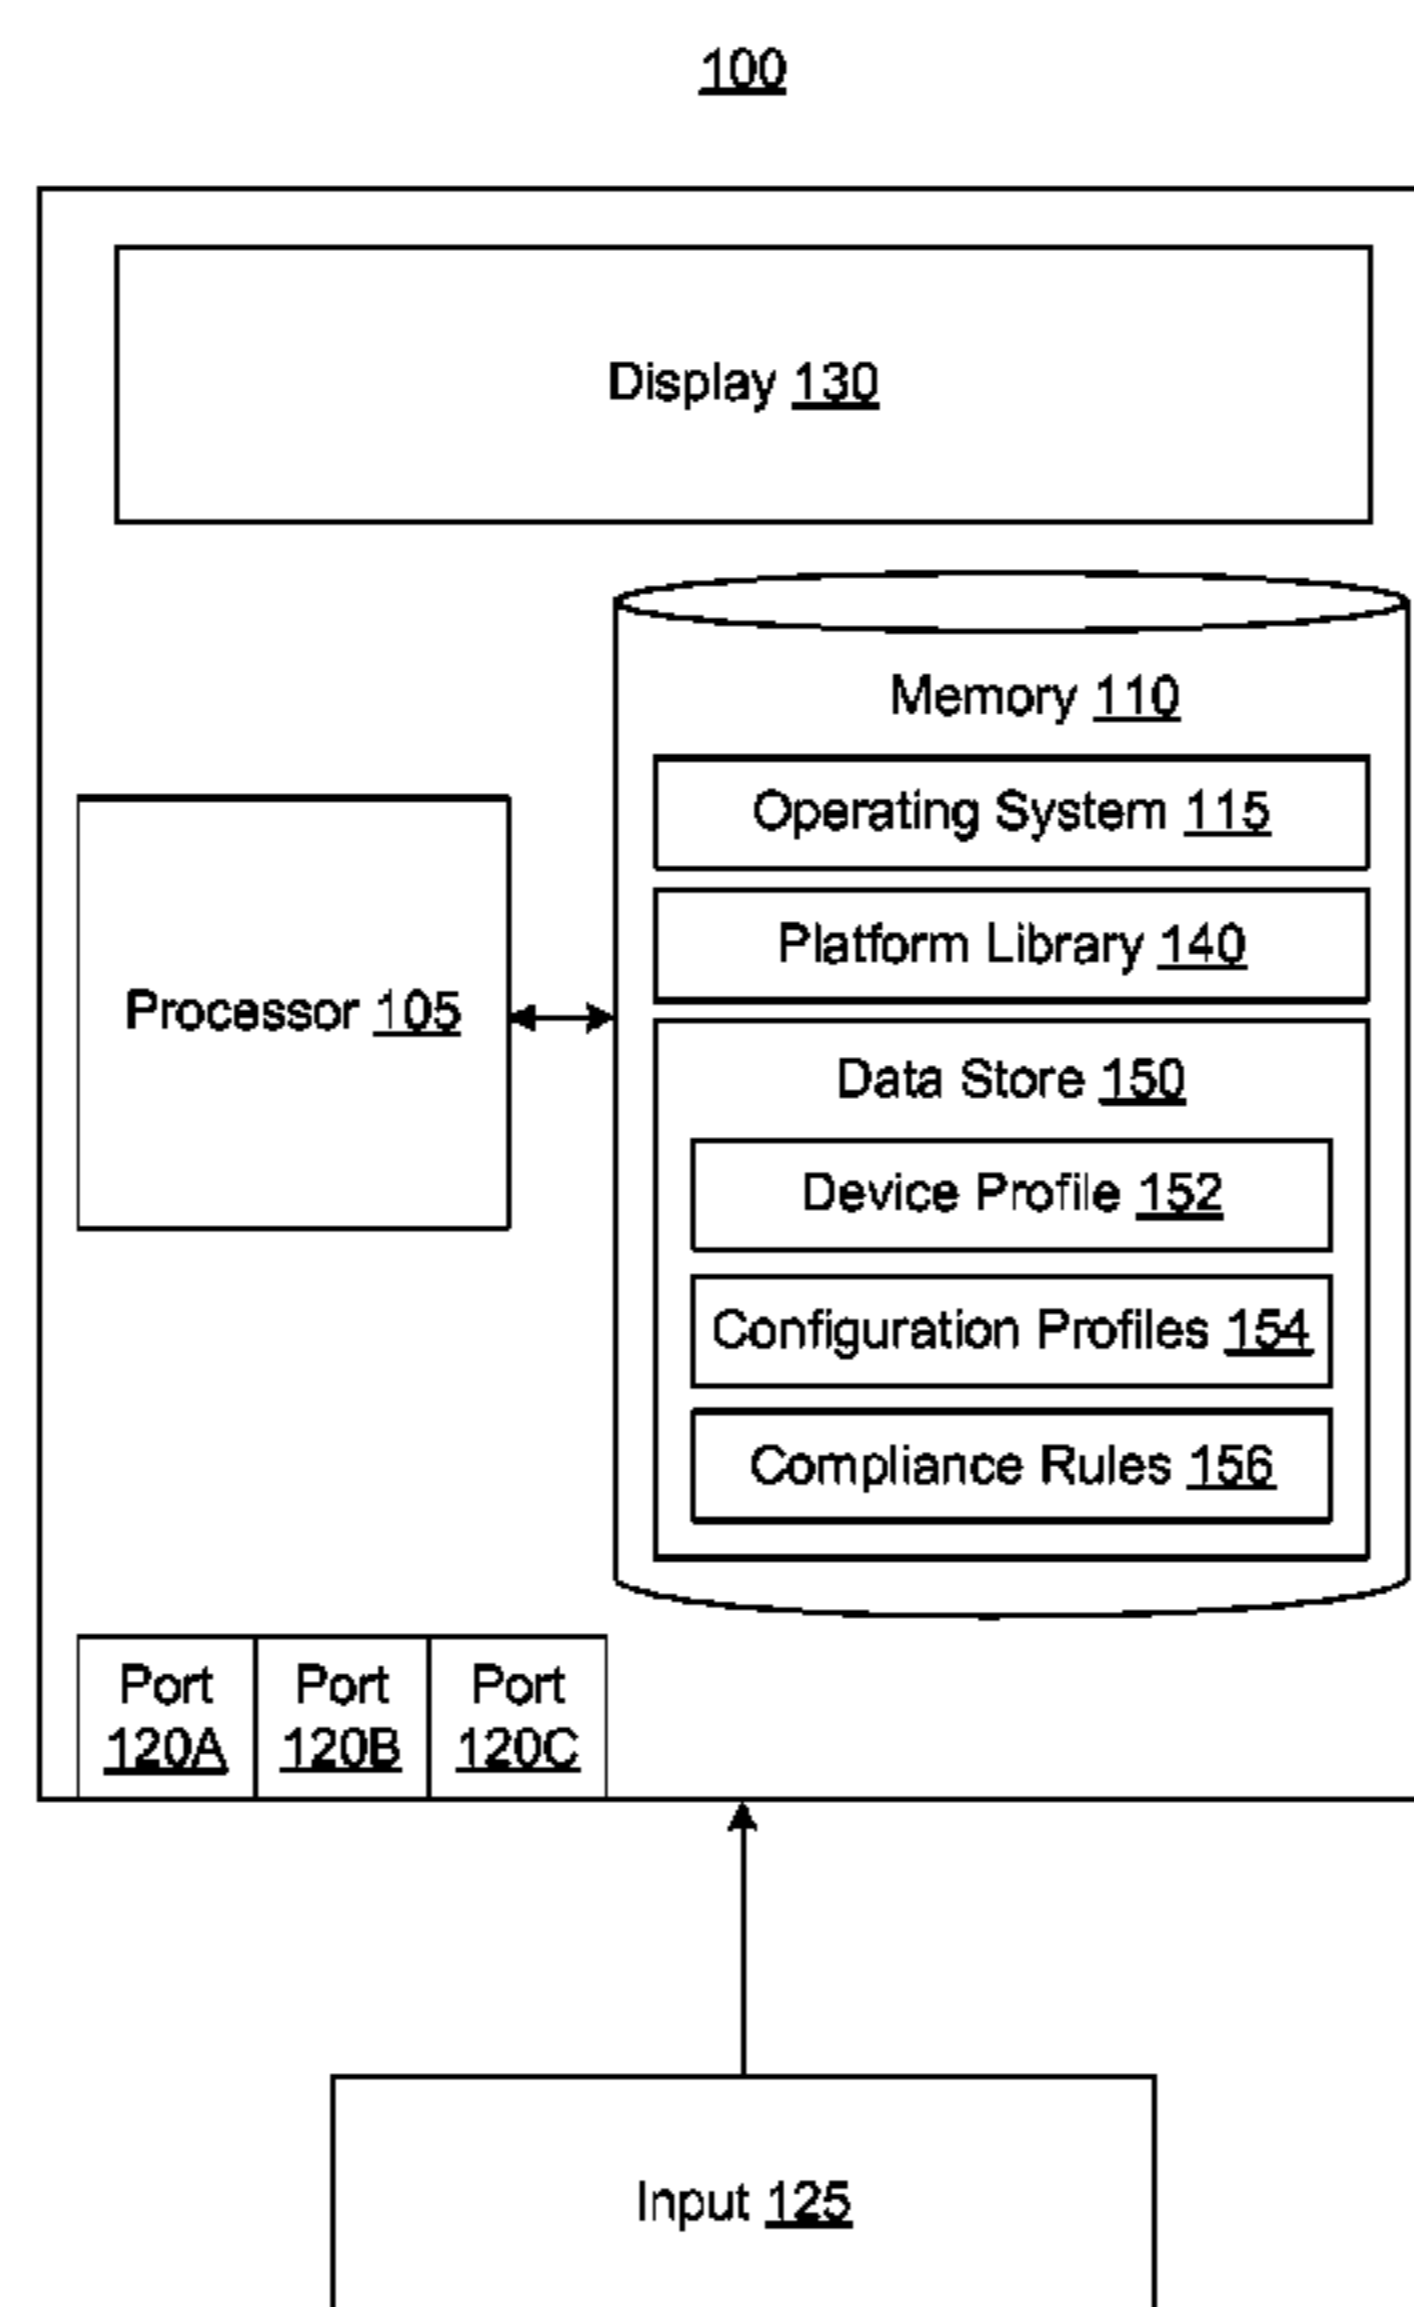 100
Display 130
Memory 110
Operating System 115
Platform Library 140
Processor 105
Data Store 150
Device Profile 152
Configuration Profiles 154
Compliance Rules 156
Port 120A
Port 120B
Port 120C
Input 125